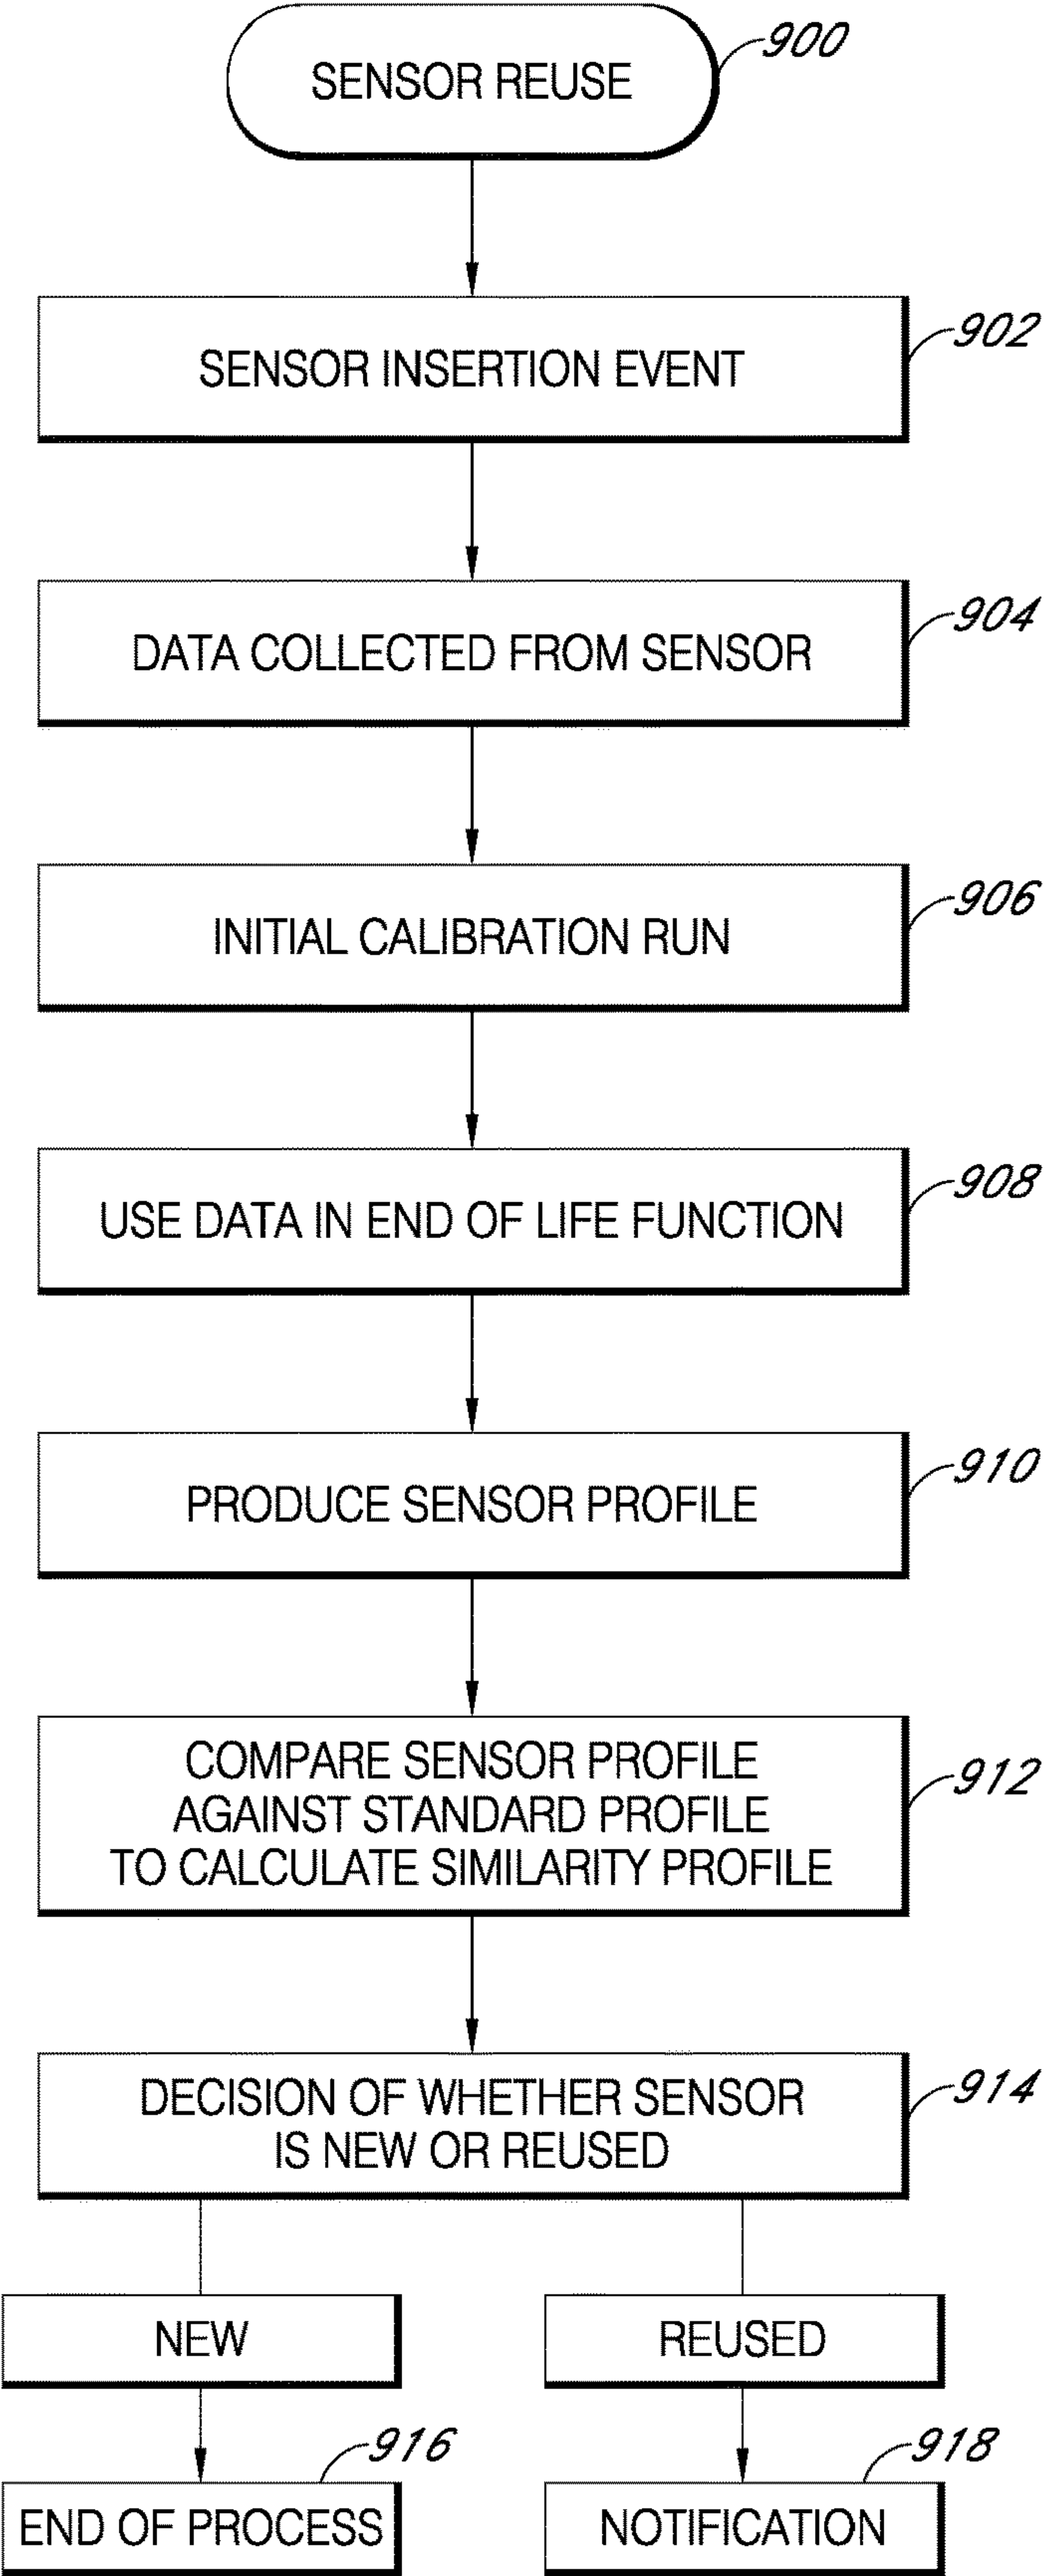 SENSOR REUSE
900
SENSOR INSERTION EVENT
902
DATA COLLECTED FROM SENSOR
904
INITIAL CALIBRATION RUN
906
USE DATA IN END OF LIFE FUNCTION
908
PRODUCE SENSOR PROFILE
910
COMPARE SENSOR PROFILE
AGAINST STANDARD PROFILE
TO CALCULATE SIMILARITY PROFILE
912
DECISION OF WHETHER SENSOR
IS NEW OR REUSED
914
NEW
REUSED
916
END OF PROCESS
918
NOTIFICATION